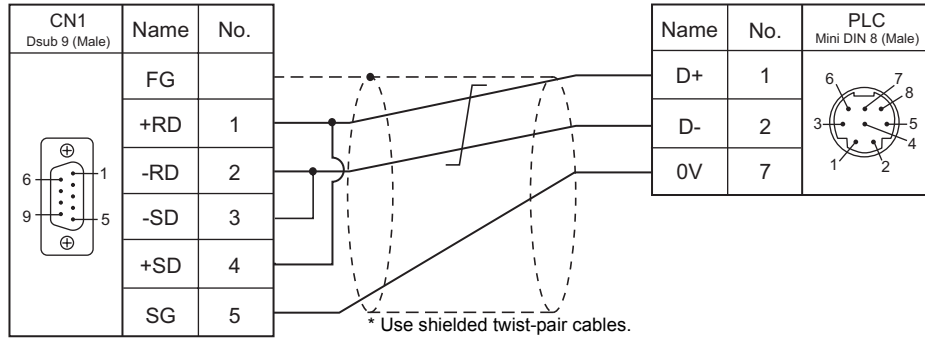 CN1
Dsub 9 (Male)
Name No.
FG
+RD 1
-RD 2
-SD 3
+SD 4
SG 5
6 1
9 5
Name No.
D+ 1
D- 2
0V 7
PLC
Mini DIN 8 (Male)
6 7
8
3 5
4
1 2
* Use shielded twist-pair cables.